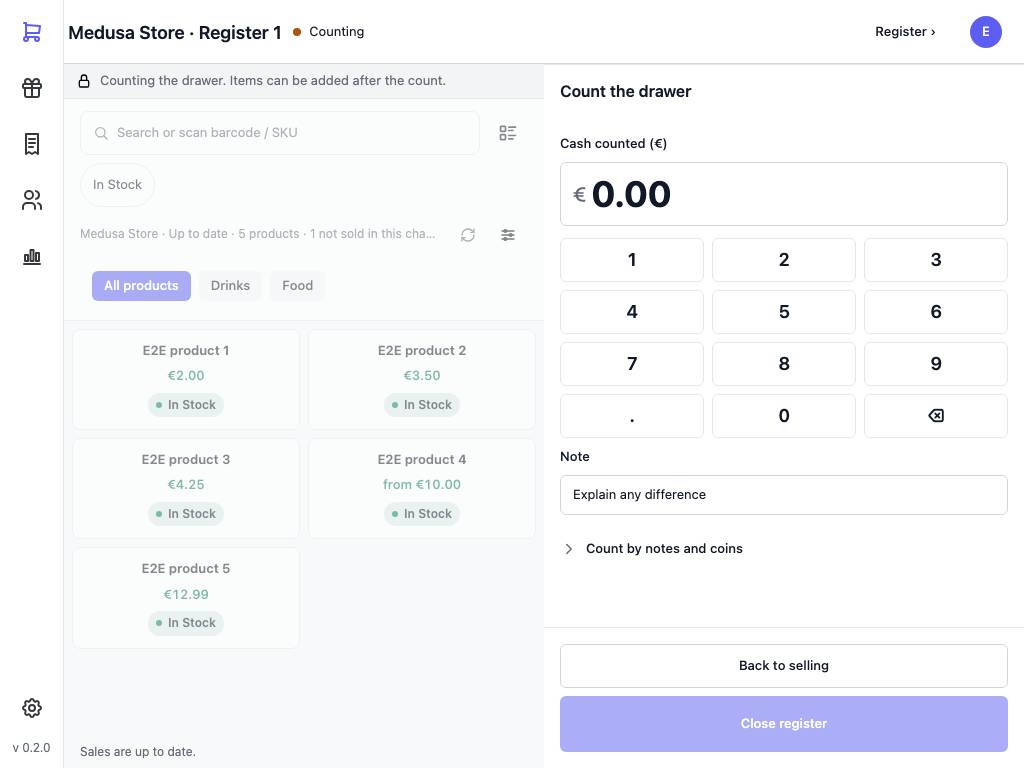 Medusa Store · Register 1
Counting
Register ›
E
Counting the drawer. Items can be added after the count.
Search or scan barcode / SKU
In Stock
Medusa Store · Up to date · 5 products · 1 not sold in this cha...
All products
Drinks
Food
E2E product 1
€2.00
In Stock
E2E product 2
€3.50
In Stock
E2E product 3
€4.25
In Stock
E2E product 4
from €10.00
In Stock
E2E product 5
€12.99
In Stock
Sales are up to date.
v 0.2.0
Count the drawer
Cash counted (€)
€ 0.00
1 2 3
4 5 6
7 8 9
. 0
Note
Explain any difference
Count by notes and coins
Back to selling
Close register